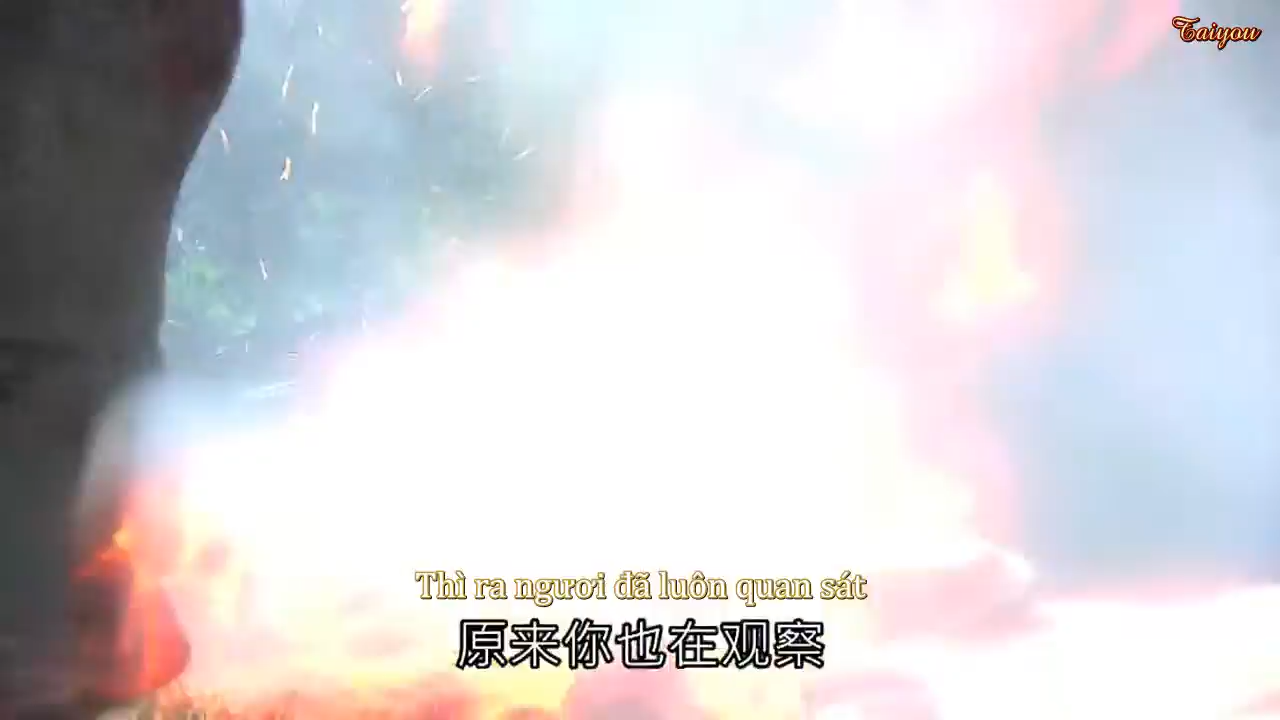 Taiyou
Thì ra ngươi đã luôn quan sát
原来你也在观察